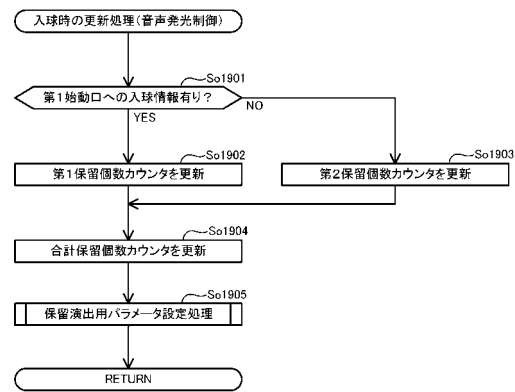 入球時の更新処理(音声発光制御)
So1901
第1始動口への入球情報有り?
NO
YES
So1902
So1903
第1保留個数カウンタを更新
第2保留個数カウンタを更新
So1904
合計保留個数カウンタを更新
So1905
保留演出用パラメータ設定処理
RETURN